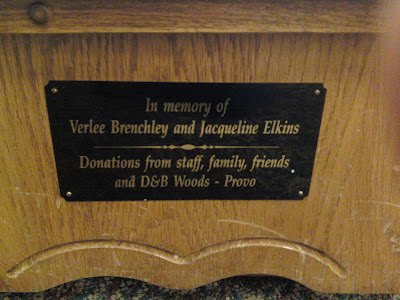 In memory of
Verlee Brenchley and Jacqueline Elkins
Donations from staff, family, friends
and D&B Woods - Provo